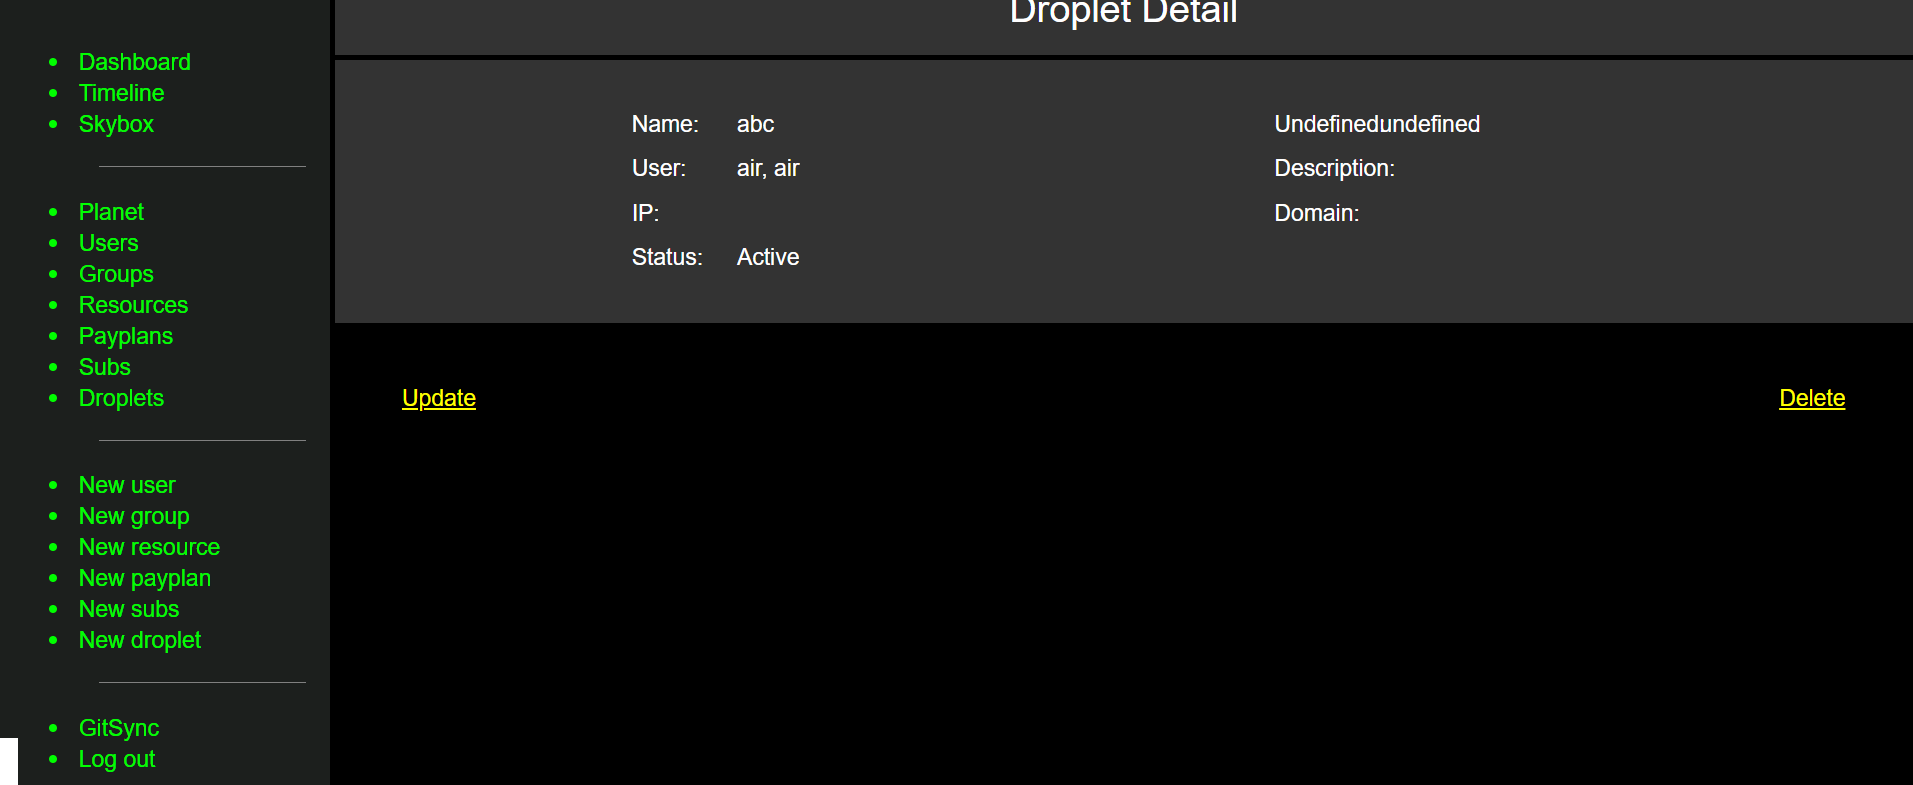 Dashboard
Timeline
Skybox
Planet
Users
Groups
Resources
Payplans
Subs
Droplets
New user
New group
New resource
New payplan
New subs
New droplet
GitSync
Log out
Droplet Detail
Name: abc
User: air, air
IP:
Status: Active
Undefinedundefined
Description:
Domain:
Update
Delete